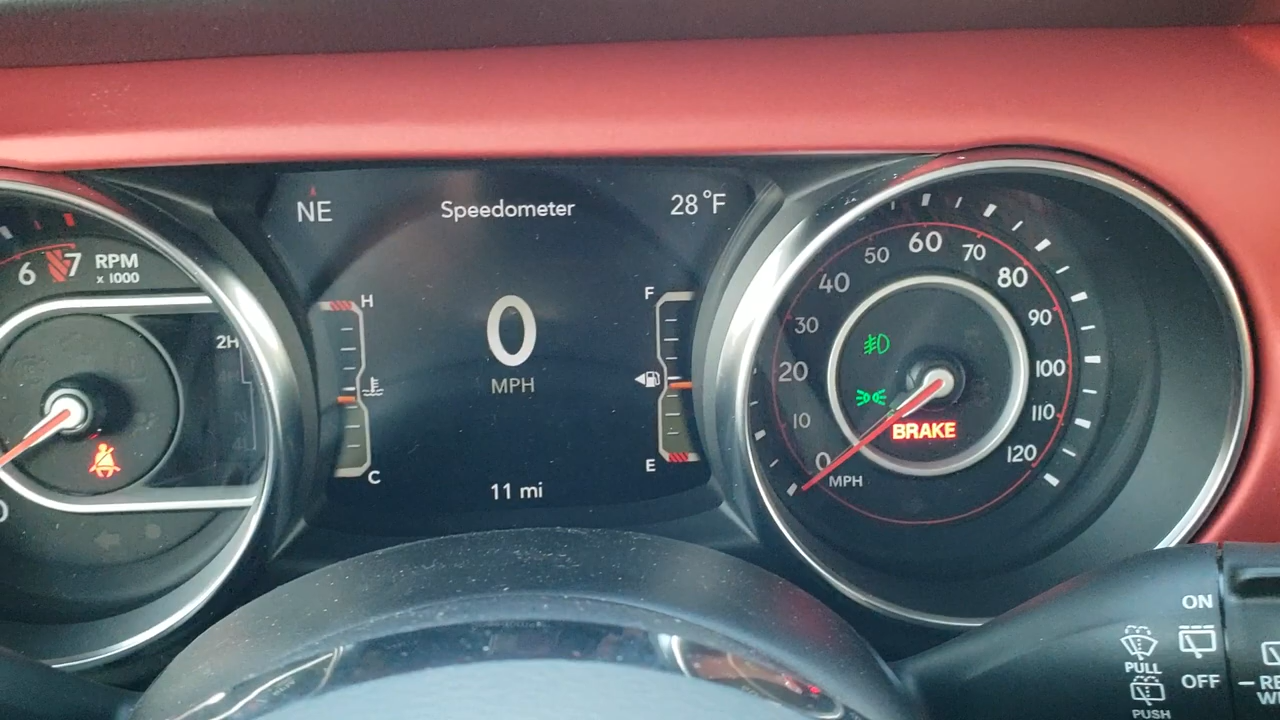 NE
Speedometer
28°F
6
7
RPM
x 1000
0
2H
H
C
0
MPH
11 mi
F
E
0
10
20
30
40
50
60
70
80
90
100
110
120
MPH
BRAKE
ON
OFF
PULL
PUSH